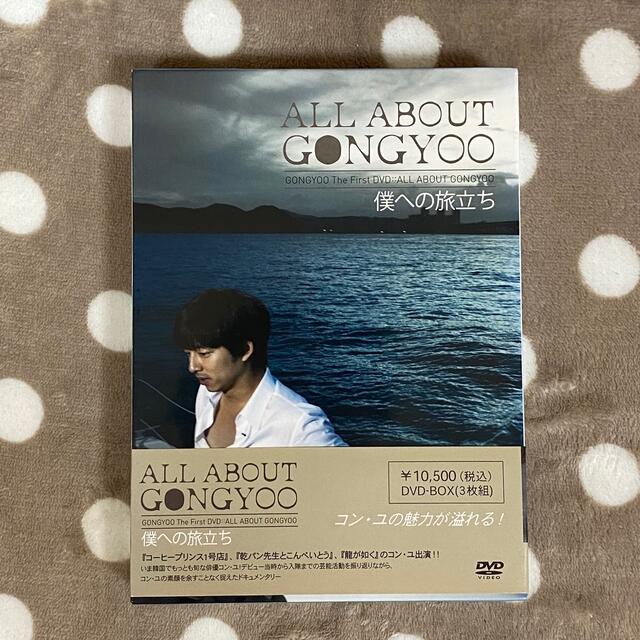 ALL ABOUT
GONGYOO
GONGYOO The First DVD::ALL ABOUT GONGYOO
僕への旅立ち
ALL ABOUT
GONGYOO
GONGYOO The First DVD::ALL ABOUT GONGYOO
僕への旅立ち
¥10,500(税込)
DVD-BOX(3枚組)
コン・ユの魅力が溢れる!
『コーヒープリンス1号店』、『乾パン先生とこんぺいとう』、『龍が如く』のコン・ユ出演!!
いま韓国でもっとも旬な俳優コン・ユ!デビュー当時から入隊までの芸能活動を振り返りながら、
コン・ユの素顔を余すことなく捉えたドキュメンタリー
DVD
VIDEO